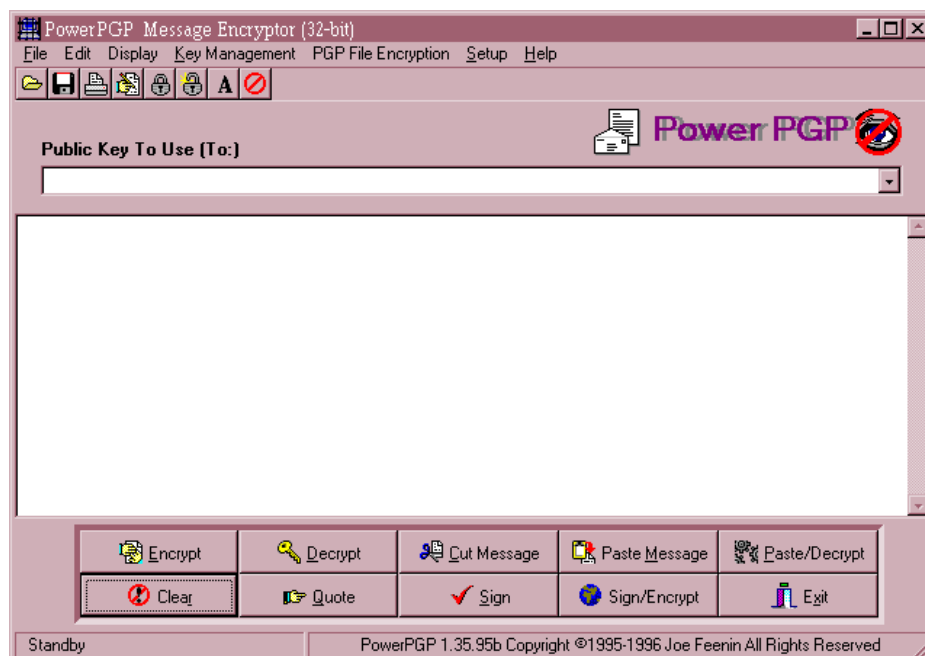 PowerPGP Message Encryptor (32-bit)
File Edit Display Key Management PGP File Encryption Setup Help
A
Power PGP
Public Key To Use (To:)
Encrypt Decrypt Cut Message Paste Message Paste/Decrypt
Clear Quote Sign Sign/Encrypt Exit
Standby PowerPGP 1.35.95b Copyright ©1995-1996 Joe Feenin All Rights Reserved